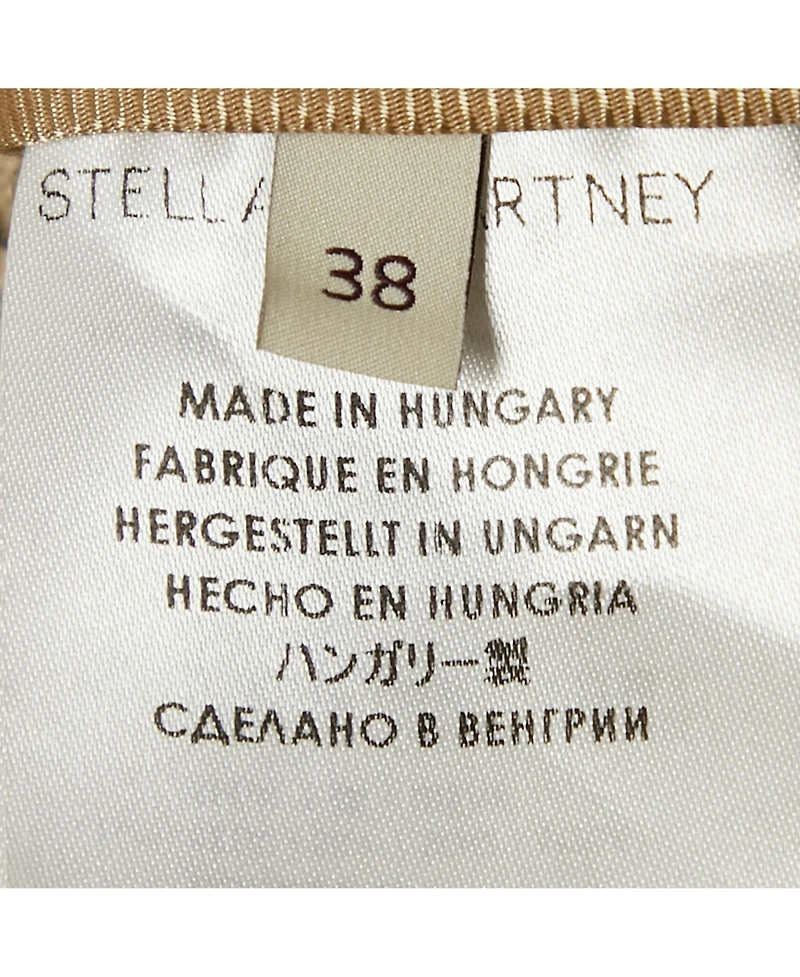 STELLA RTNEY
38
MADE IN HUNGARY
FABRIQUE EN HONGRIE
HERGESTELLT IN UNGARN
HECHO EN HUNGRIA
ハンガリー製
СДЕЛАНО В ВЕНГРИИ